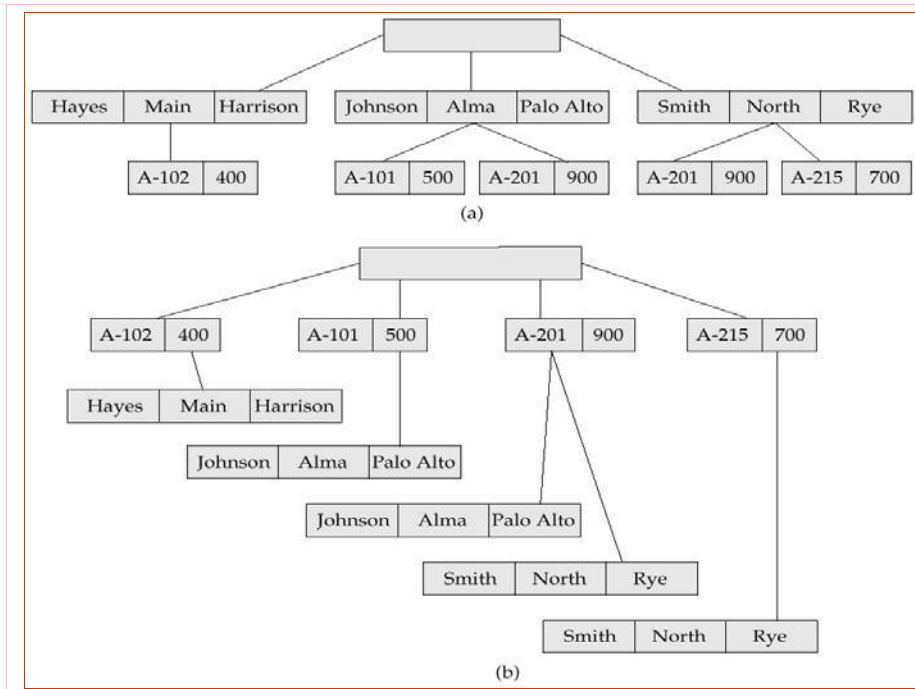 Hayes Main Harrison Johnson Alma Palo Alto Smith North Rye
A-102 400 A-101 500 A-201 900 A-201 900 A-215 700
(a)
A-102 400 A-101 500 A-201 900 A-215 700
Hayes Main Harrison
Johnson Alma Palo Alto
Johnson Alma Palo Alto
Smith North Rye
Smith North Rye
(b)